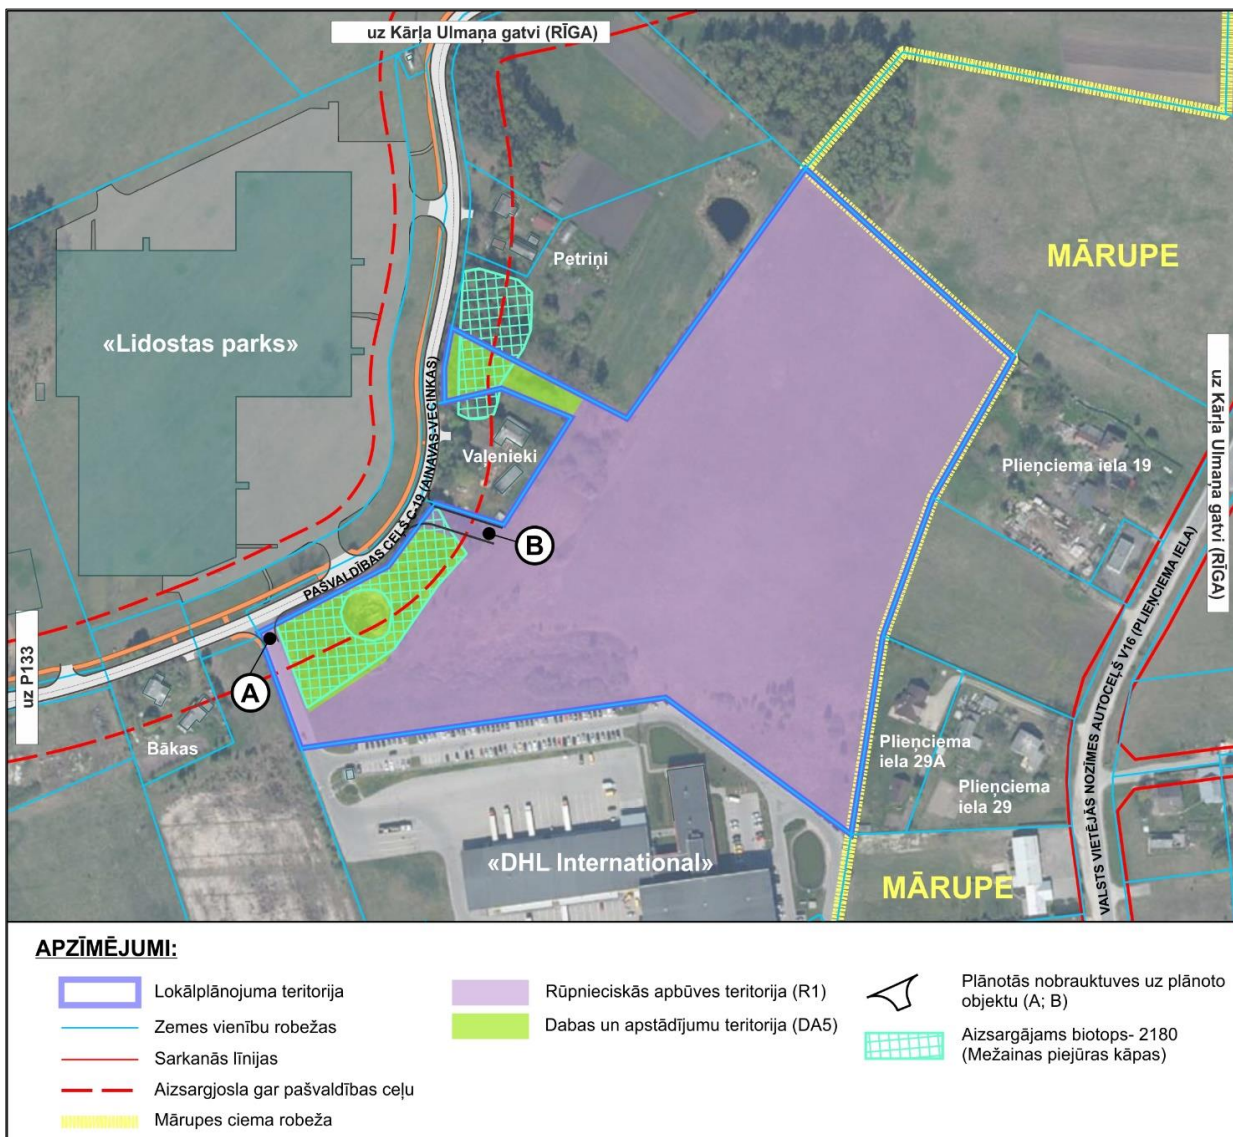 uz Kārļa Ulmaņa gatvi (RĪGA)
MĀRUPE
Petriņi
«Lidostas parks»
PAŠVALDĪBAS CEĻŠ C-19 (AINAVAS-VECINKAS)
Vaļenieki
uz Kārļa Ulmaņa gatvi (RĪGA)
Plieņciema iela 19
B
A
uz P133
Bākas
VALSTS VIETĒJĀS NOZĪMES AUTOCEĻŠ V16 (PLIEŅCIEMA IELA)
Plieņciema
iela 29A
Plieņciema
iela 29
«DHL International»
MĀRUPE
APZĪMĒJUMI:
Lokālplānojuma teritorija
Zemes vienību robežas
Sarkanās līnijas
Aizsargjosla gar pašvaldības ceļu
Mārupes ciema robeža
Rūpnieciskās apbūves teritorija (R1)
Dabas un apstādījumu teritorija (DA5)
Plānotās nobrauktuves uz plānoto
objektu (A; B)
Aizsargājams biotops- 2180
(Mežainas piejūras kāpas)